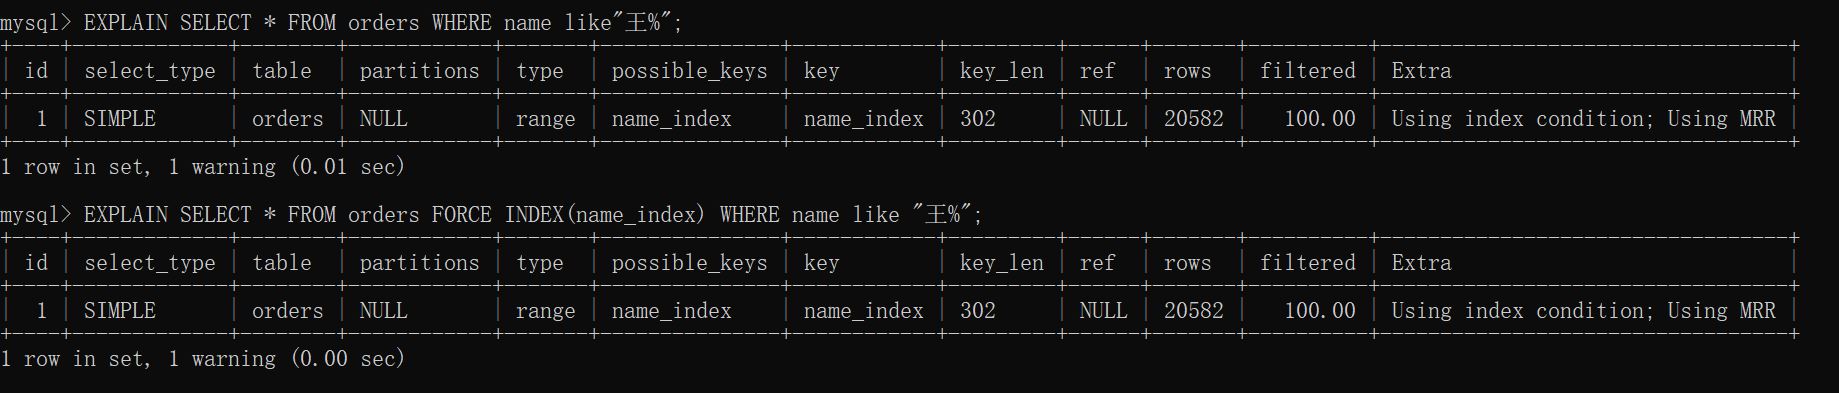 mysql> EXPLAIN SELECT * FROM orders WHERE name like"王%";
+----+-------------+--------+------------+-------+---------------+------------+---------+------+-------+----------+----------------------------------+
| id | select_type | table  | partitions | type  | possible_keys | key        | key_len | ref  | rows  | filtered | Extra                            |
+----+-------------+--------+------------+-------+---------------+------------+---------+------+-------+----------+----------------------------------+
|  1 | SIMPLE      | orders | NULL       | range | name_index    | name_index | 302     | NULL | 20582 |   100.00 | Using index condition; Using MRR |
+----+-------------+--------+------------+-------+---------------+------------+---------+------+-------+----------+----------------------------------+
1 row in set, 1 warning (0.01 sec)
mysql> EXPLAIN SELECT * FROM orders FORCE INDEX(name_index) WHERE name like "王%";
+----+-------------+--------+------------+-------+---------------+------------+---------+------+-------+----------+----------------------------------+
| id | select_type | table  | partitions | type  | possible_keys | key        | key_len | ref  | rows  | filtered | Extra                            |
+----+-------------+--------+------------+-------+---------------+------------+---------+------+-------+----------+----------------------------------+
|  1 | SIMPLE      | orders | NULL       | range | name_index    | name_index | 302     | NULL | 20582 |   100.00 | Using index condition; Using MRR |
+----+-------------+--------+------------+-------+---------------+------------+---------+------+-------+----------+----------------------------------+
1 row in set, 1 warning (0.00 sec)